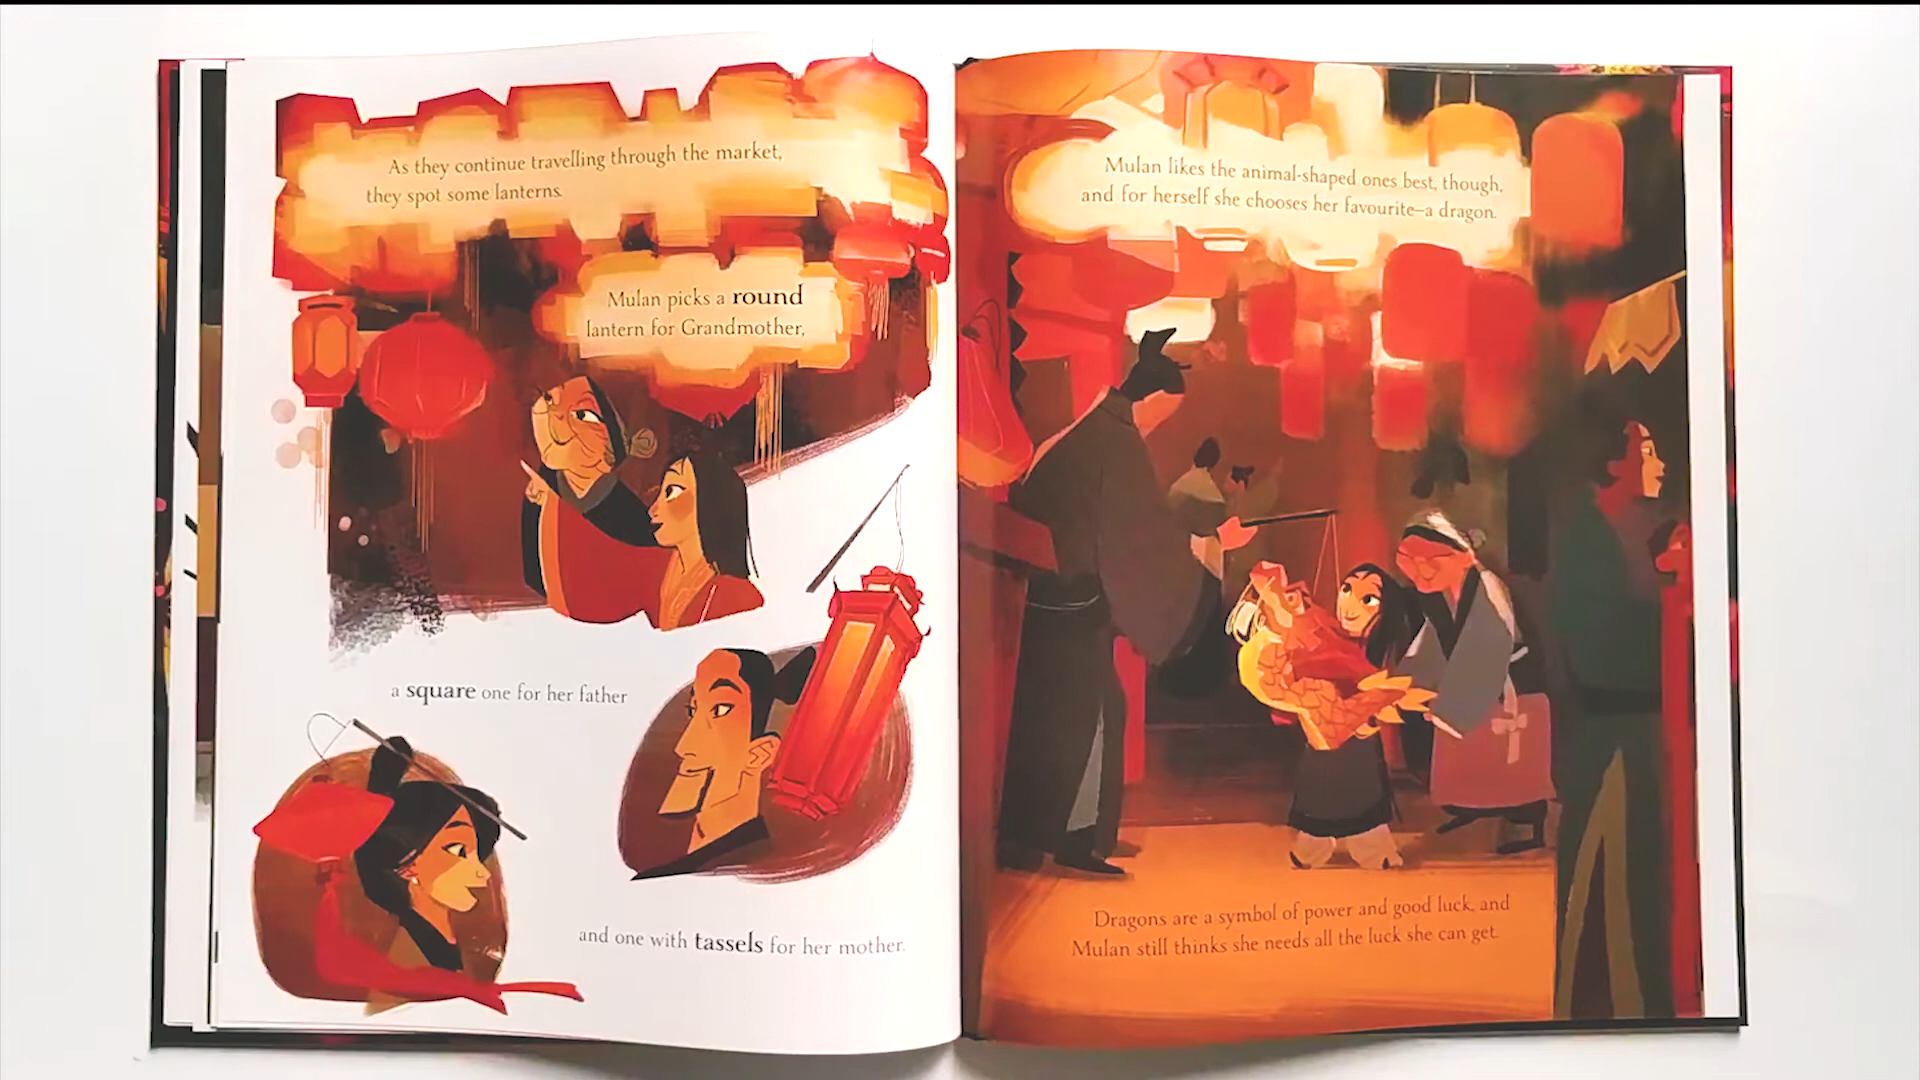 As they continue travelling through the market,
they spot some lanterns.
Mulan picks a round
lantern for Grandmother,
a square one for her father
and one with tassels for her mother.
Mulan likes the animal-shaped ones best, though,
and for herself she chooses her favourite—a dragon.
Dragons are a symbol of power and good luck, and
Mulan still thinks she needs all the luck she can get.